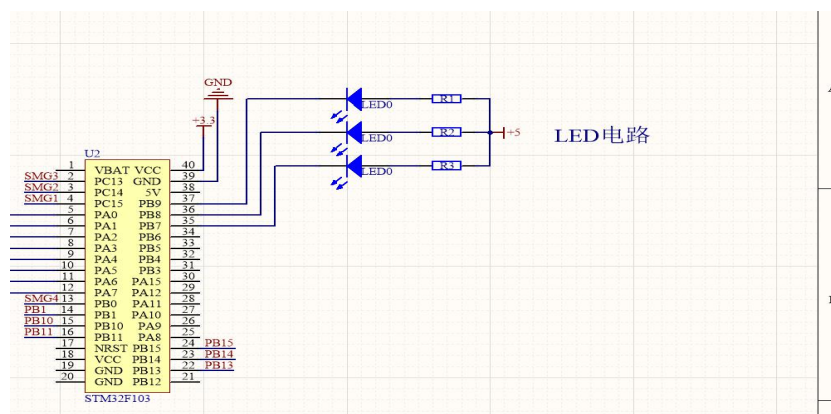 GND
LED0
R1
+3.3
LED0
R2
+5
LED电路
LED0
R3
U2
1 VBAT VCC 40
SMG3 2 PC13 GND 39
SMG2 3 PC14 5V 38
SMG1 4 PC15 PB9 37
5 PA0 PB8 36
6 PA1 PB7 35
7 PA2 PB6 34
8 PA3 PB5 33
9 PA4 PB4 32
10 PA5 PB3 31
11 PA6 PA15 30
12 PA7 PA12 29
SMG4 13 PB0 PA11 28
PB1 14 PB1 PA10 27
PB10 15 PB10 PA9 26
PB11 16 PB11 PA8 25
17 NRST PB15 24 PB15
18 VCC PB14 23 PB14
19 GND PB13 22 PB13
20 GND PB12 21
STM32F103